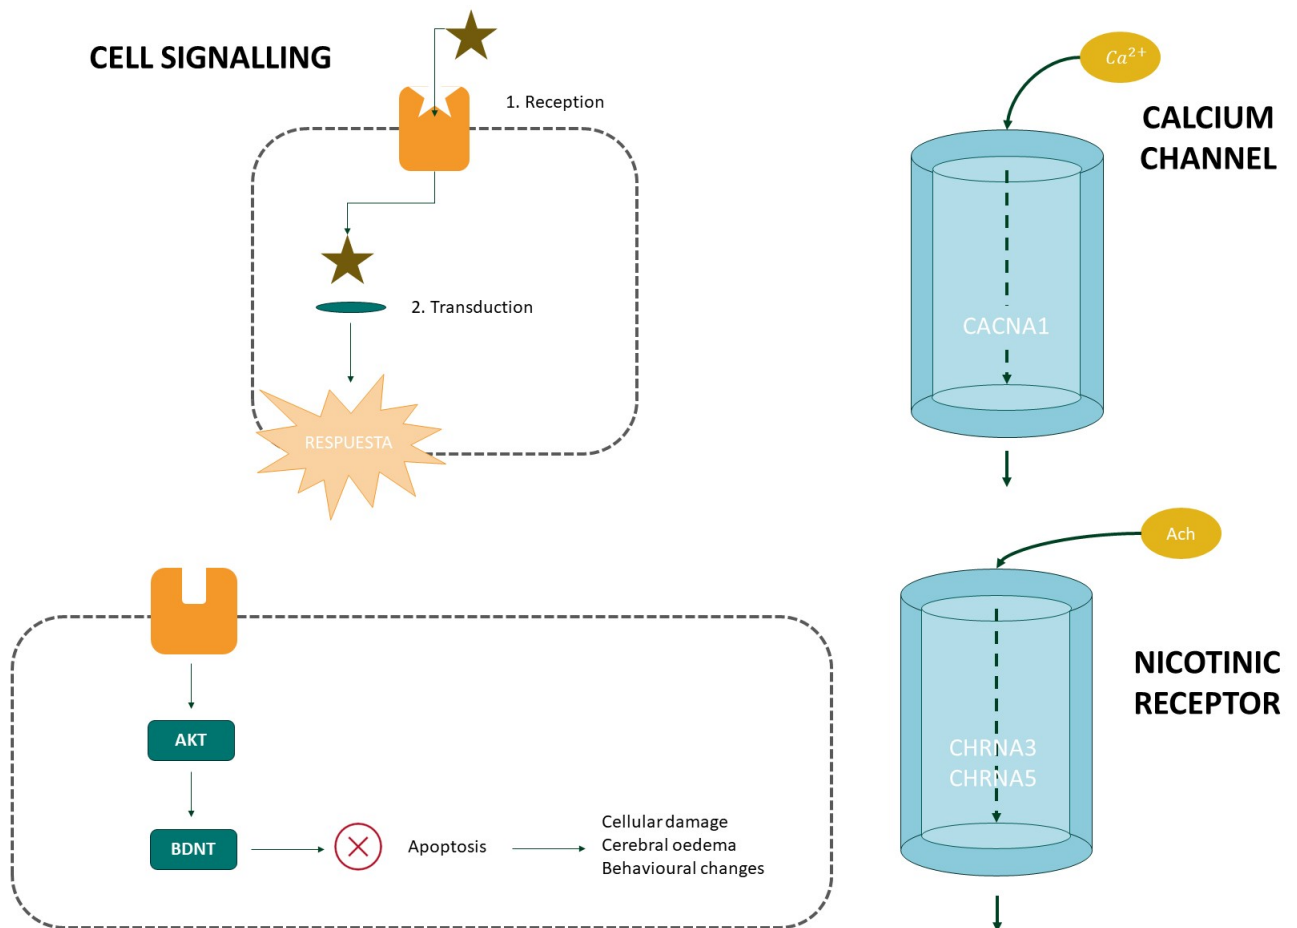 CELL SIGNALLING
1. Reception
2. Transduction
RESPUESTA
Ca²⁺
CALCIUM
CHANNEL
CACNA1
AKT
BDNT
Apoptosis
Cellular damage
Cerebral oedema
Behavioural changes
Ach
NICOTINIC
RECEPTOR
CHRNA3
CHRNA5